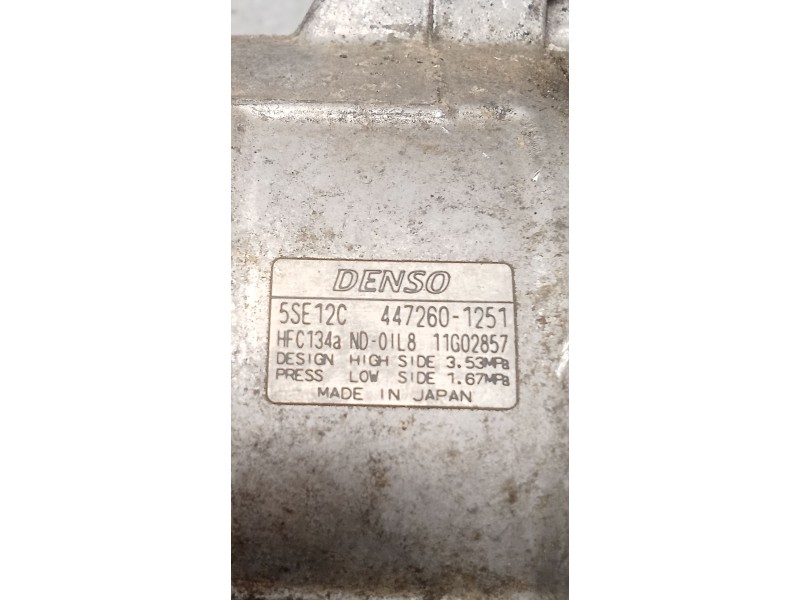 DENSO
5SE12C 447260-1251
HFC134a ND-OIL8 11G02857
DESIGN HIGH SIDE 3.53MPa
PRESS LOW SIDE 1.67MPa
MADE IN JAPAN